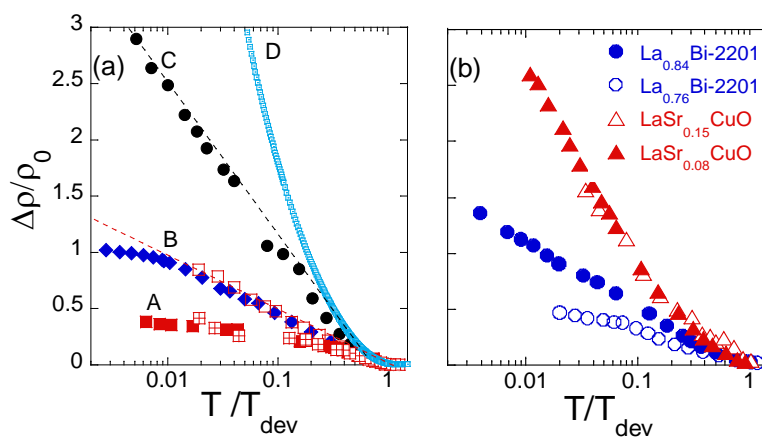 3
2.5
2
1.5
1
0.5
0
Δρ/ρ0
(a)
C
D
B
A
0.01
0.1
1
T/Tdev
(b)
La0.84Bi-2201
La0.76Bi-2201
LaSr0.15CuO
LaSr0.08CuO
0.01
0.1
1
T/Tdev